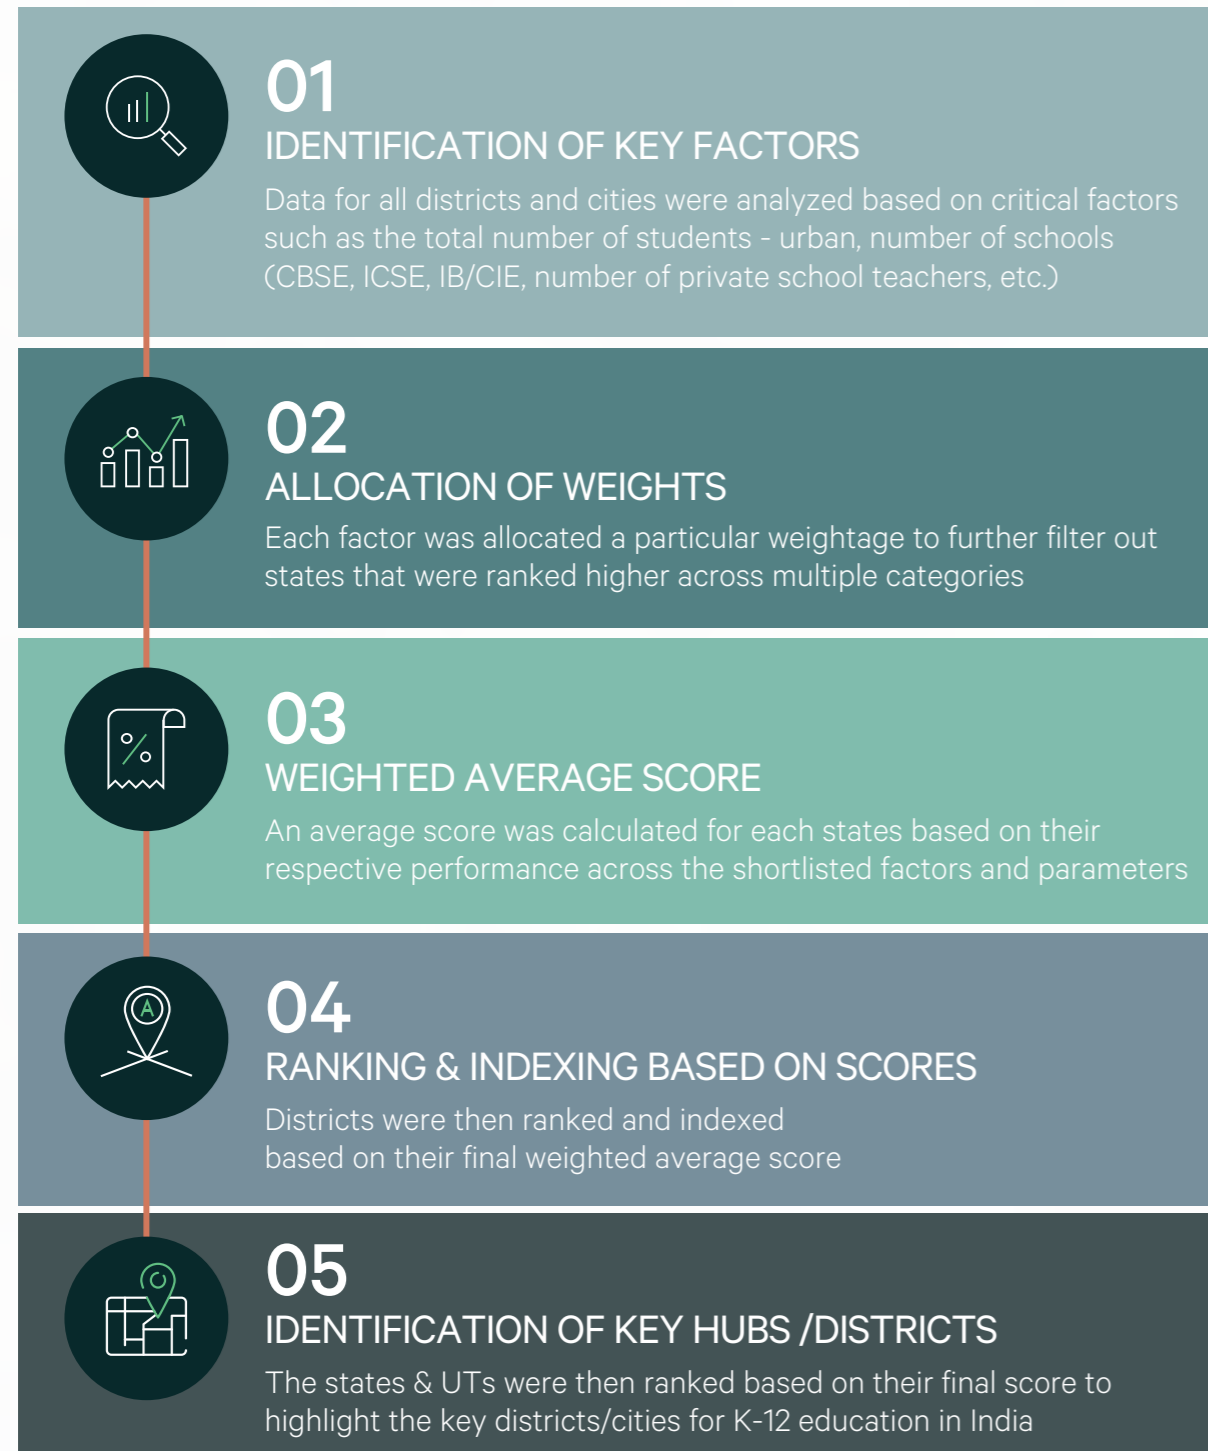 01
IDENTIFICATION OF KEY FACTORS
Data for all districts and cities were analyzed based on critical factors
such as the total number of students - urban, number of schools
(CBSE, ICSE, IB/CIE, number of private school teachers, etc.)
02
ALLOCATION OF WEIGHTS
Each factor was allocated a particular weightage to further filter out
states that were ranked higher across multiple categories
%
03
WEIGHTED AVERAGE SCORE
An average score was calculated for each states based on their
respective performance across the shortlisted factors and parameters
A
04
RANKING & INDEXING BASED ON SCORES
Districts were then ranked and indexed
based on their final weighted average score
05
IDENTIFICATION OF KEY HUBS /DISTRICTS
The states & UTs were then ranked based on their final score to
highlight the key districts/cities for K-12 education in India